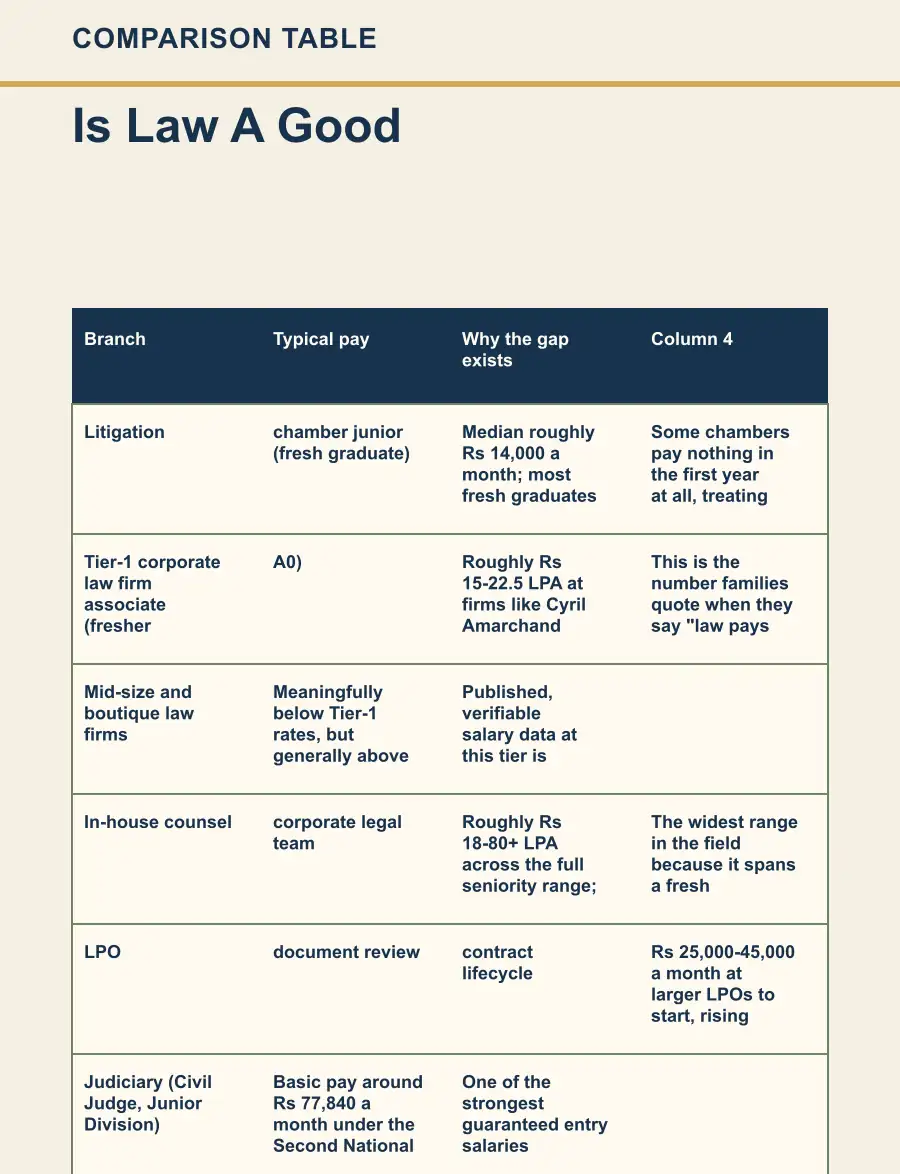 COMPARISON TABLE
Is Law A Good
Branch
Typical pay
Why the gap
exists
Column 4
Litigation
chamber junior
(fresh graduate)
Median roughly
Rs 14,000 a
month; most
fresh graduates
Some chambers
pay nothing in
the first year
at all, treating
Tier-1 corporate
law firm
associate
(fresher
A0)
Roughly Rs
15-22.5 LPA at
firms like Cyril
Amarchand
This is the
number families
quote when they
say "law pays
Mid-size and
boutique law
firms
Meaningfully
below Tier-1
rates, but
generally above
Published,
verifiable
salary data at
this tier is
In-house counsel
corporate legal
team
Roughly Rs
18-80+ LPA
across the full
seniority range;
The widest range
in the field
because it spans
a fresh
LPO
document review
contract
lifecycle
Rs 25,000-45,000
a month at
larger LPOs to
start, rising
Judiciary (Civil
Judge, Junior
Division)
Basic pay around
Rs 77,840 a
month under the
Second National
One of the
strongest
guaranteed entry
salaries